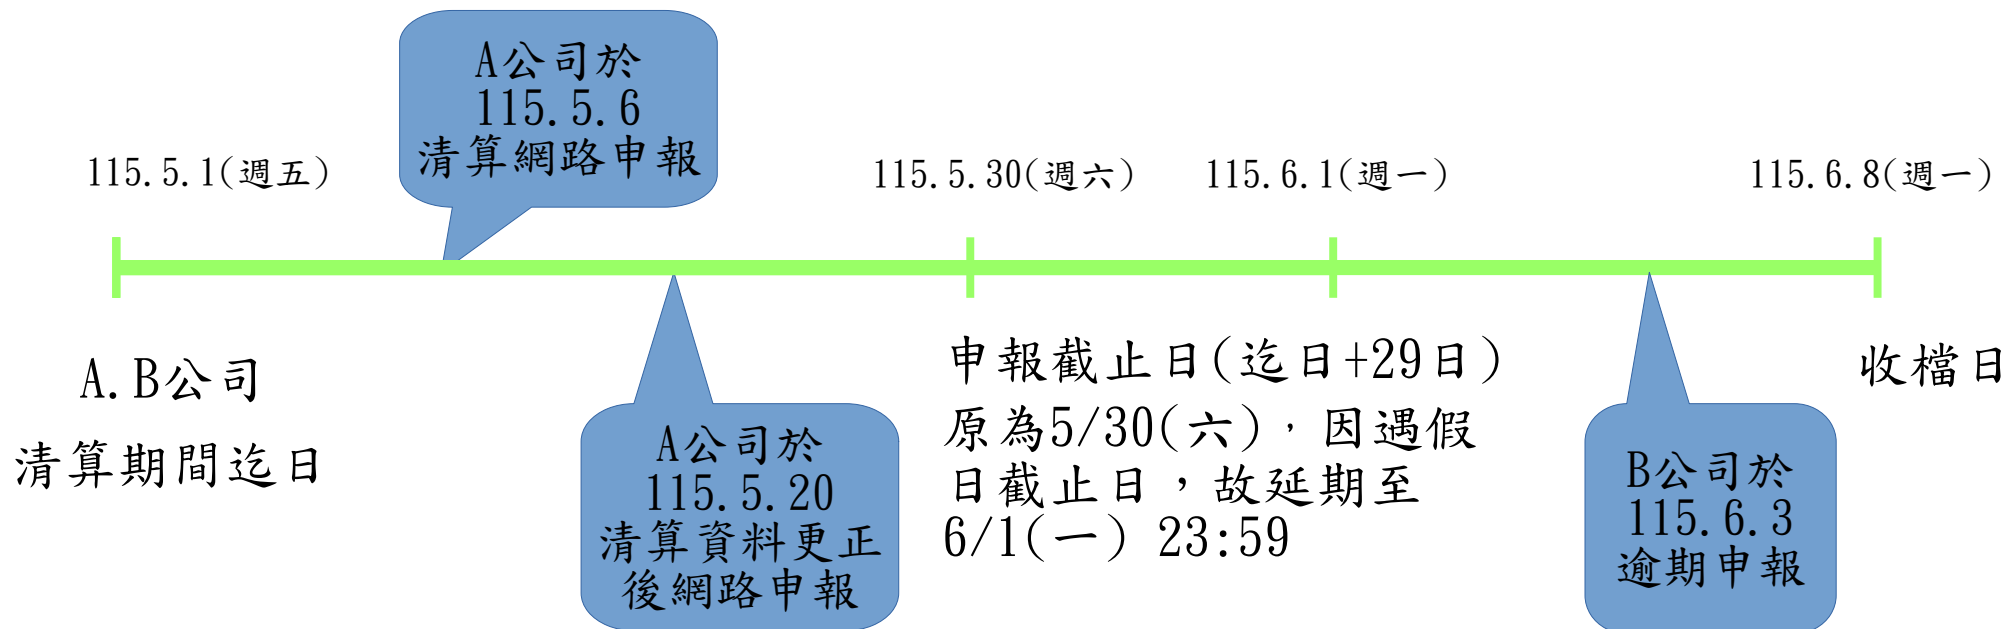 A公司於
115.5.6
清算網路申報
115.5.1(週五)
115.5.30(週六)
115.6.1(週一)
115.6.8(週一)
A.B公司
清算期間迄日
A公司於
115.5.20
清算資料更正
後網路申報
申報截止日(迄日+29日)
原為5/30(六),因遇假
日截止日,故延期至
6/1(一) 23:59
B公司於
115.6.3
逾期申報
收檔日